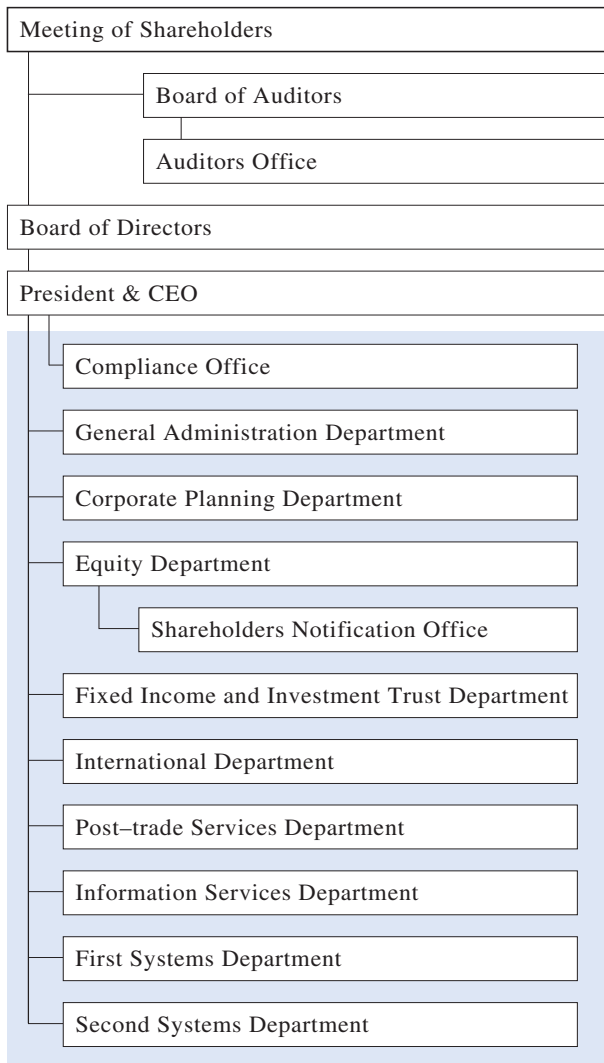 Meeting of Shareholders
Board of Auditors
Auditors Office
Board of Directors
President & CEO
Compliance Office
General Administration Department
Corporate Planning Department
Equity Department
Shareholders Notification Office
Fixed Income and Investment Trust Department
International Department
Post–trade Services Department
Information Services Department
First Systems Department
Second Systems Department